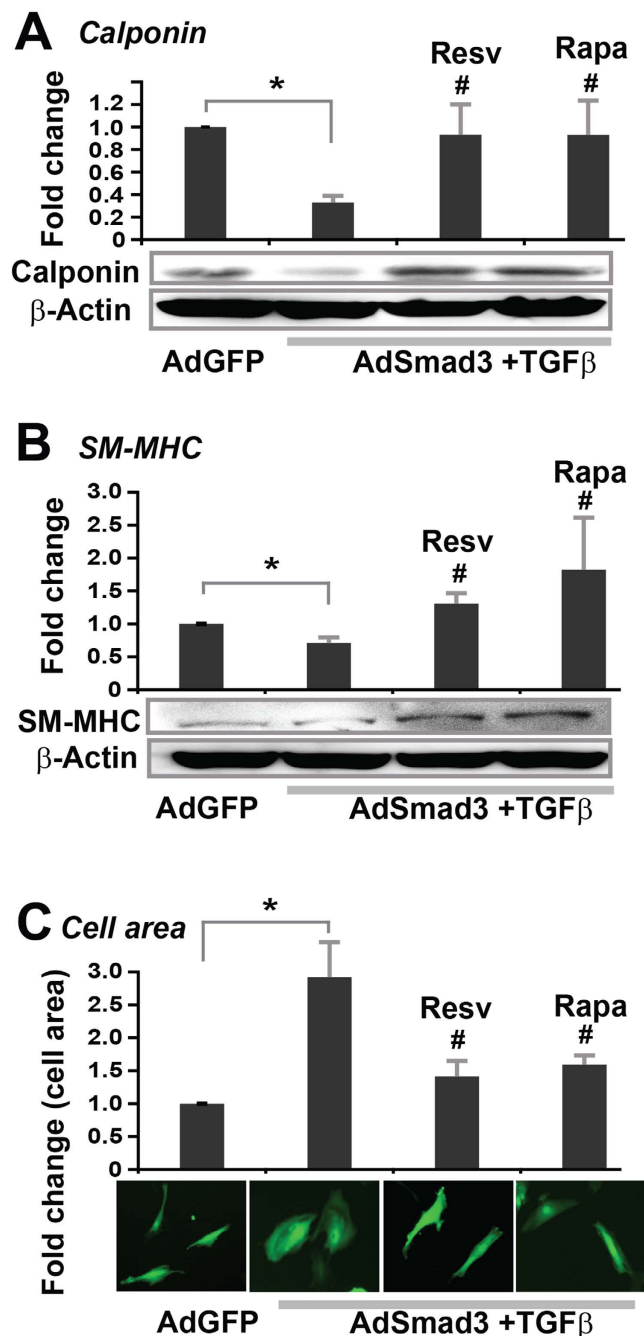 A Calponin
Resv Rapa
* # #
Fold change
1.2
1.0
0.8
0.6
0.4
0.2
0
Calponin
β-Actin
AdGFP AdSmad3 +TGFβ
B SM-MHC
Rapa
Resv #
* #
Fold change
3.0
2.5
2.0
1.5
1.0
0.5
0
SM-MHC
β-Actin
AdGFP AdSmad3 +TGFβ
C Cell area
*
Resv Rapa
# #
Fold change (cell area)
3.0
2.5
2.0
1.5
1.0
0.5
0
AdGFP AdSmad3 +TGFβ